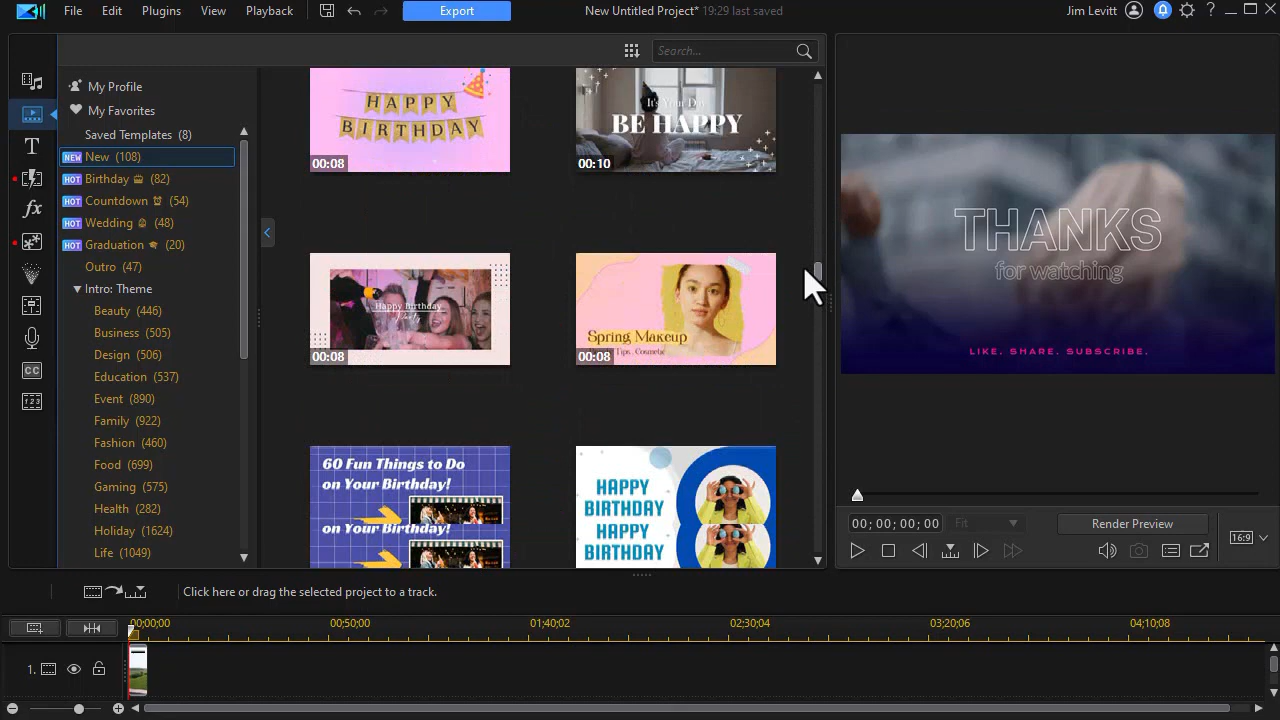 File Edit Plugins View Playback Export New Untitled Project* 19:29 last saved Jim Levitt
Search...
My Profile
My Favorites
Saved Templates (8)
NEW New (108)
HOT Birthday (82)
HOT Countdown (54)
HOT Wedding (48)
HOT Graduation (20)
Outro (47)
Intro: Theme
Beauty (446)
Business (505)
Design (506)
Education (537)
Event (890)
Family (922)
Fashion (460)
Food (699)
Gaming (575)
Health (282)
Holiday (1624)
Life (1049)
T
fx
CC
HAPPY
BIRTHDAY
00:08
It's Your Day
BE HAPPY
00:10
Happy Birthday
Party
00:08
Spring Makeup
Tips, Cosmetic
00:08
60 Fun Things to Do
on Your Birthday!
on Your Birthday!
HAPPY
BIRTHDAY
HAPPY
BIRTHDAY
THANKS
for watching
LIKE. SHARE. SUBSCRIBE.
00; 00; 00; 00 Fit Render Preview
16:9
Click here or drag the selected project to a track.
00;00;00 00;50;00 01;40;02 02;30;04 03;20;06 04;10;08
1.